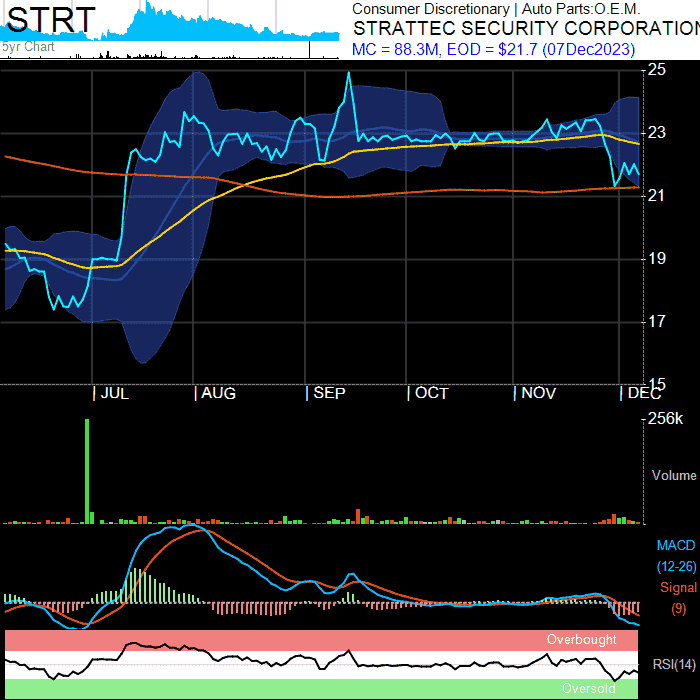 STRT
Consumer Discretionary | Auto Parts:O.E.M.
STRATTEC SECURITY CORPORATION
5yr Chart
MC = 88.3M, EOD = $21.7 (07Dec2023)
25
23
21
19
17
15
| JUL | AUG | SEP | OCT | NOV | DEC
256k
Volume
MACD
(12-26)
Signal
(9)
Overbought
RSI(14)
Oversold